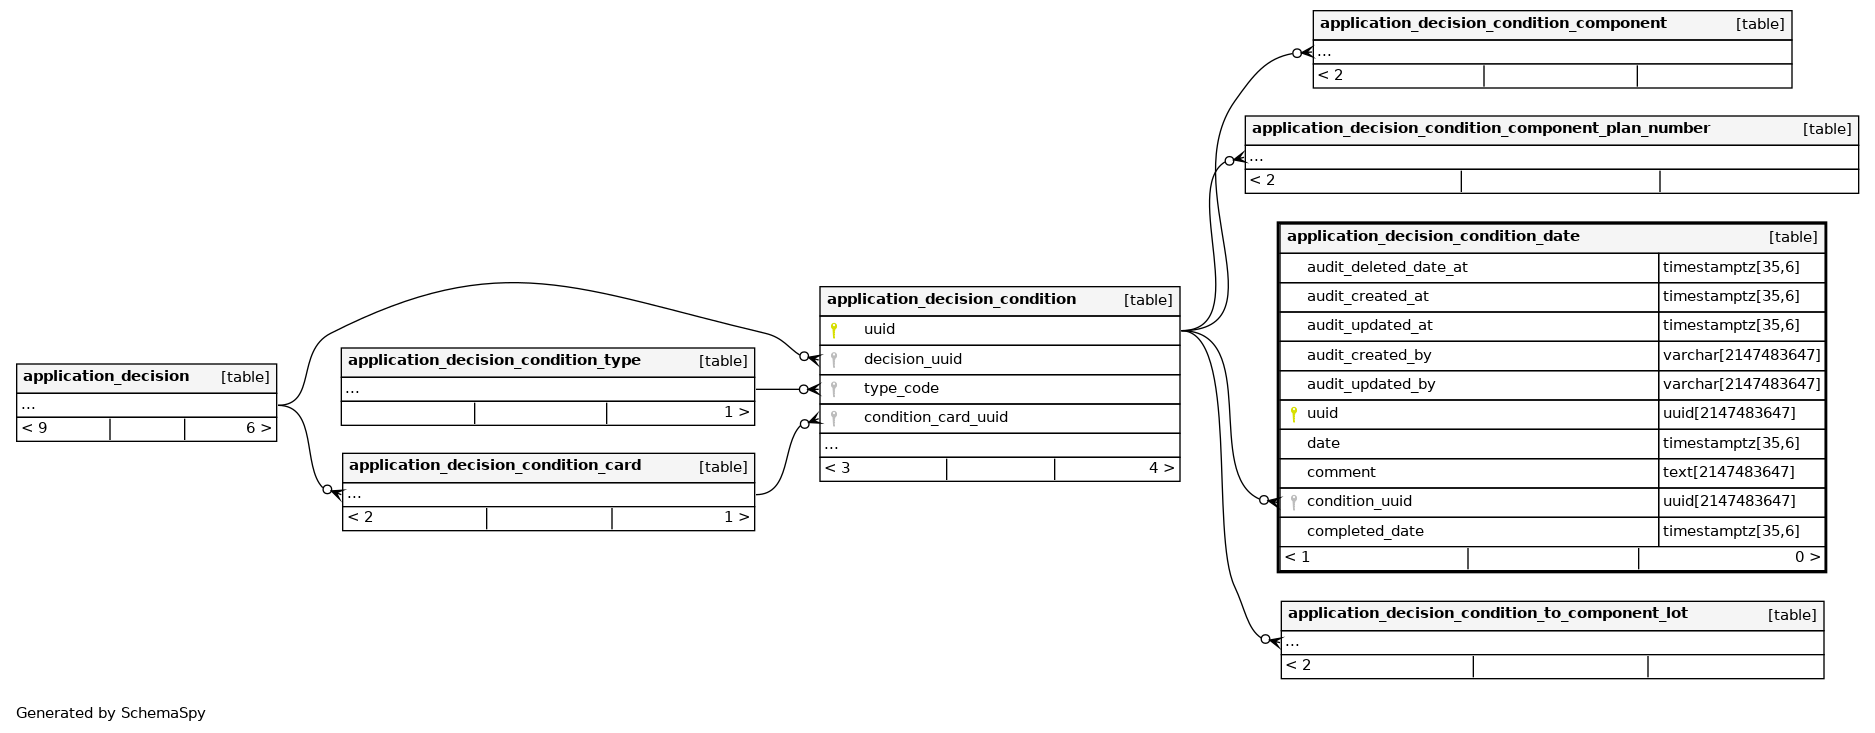 application_decision_condition_component [table]
...
< 2
application_decision_condition_component_plan_number [table]
...
< 2
application_decision_condition_date [table]
audit_deleted_date_at timestamptz[35,6]
audit_created_at timestamptz[35,6]
audit_updated_at timestamptz[35,6]
audit_created_by varchar[2147483647]
audit_updated_by varchar[2147483647]
uuid uuid[2147483647]
date timestamptz[35,6]
comment text[2147483647]
condition_uuid uuid[2147483647]
completed_date timestamptz[35,6]
< 1 0 >
application_decision_condition [table]
uuid
decision_uuid
type_code
condition_card_uuid
...
< 3 4 >
application_decision_condition_type [table]
...
1 >
application_decision [table]
...
< 9 6 >
application_decision_condition_card [table]
...
< 2 1 >
application_decision_condition_to_component_lot [table]
...
< 2
Generated by SchemaSpy